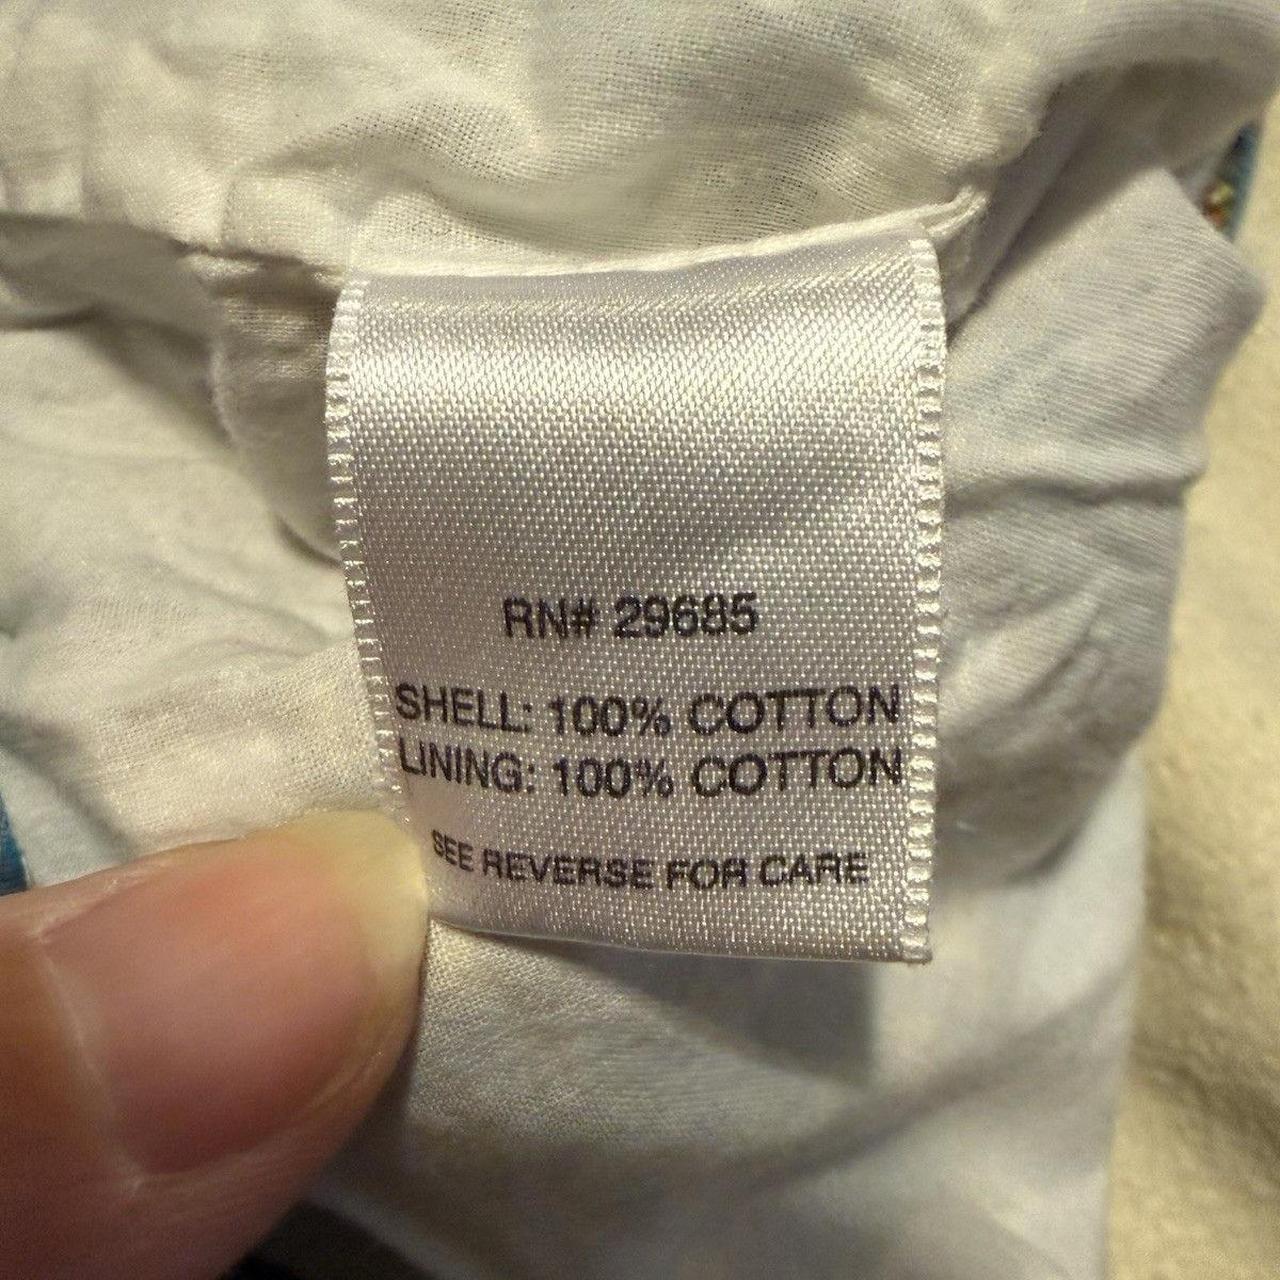 RN# 29685
SHELL: 100% COTTON
LINING: 100% COTTON
SEE REVERSE FOR CARE